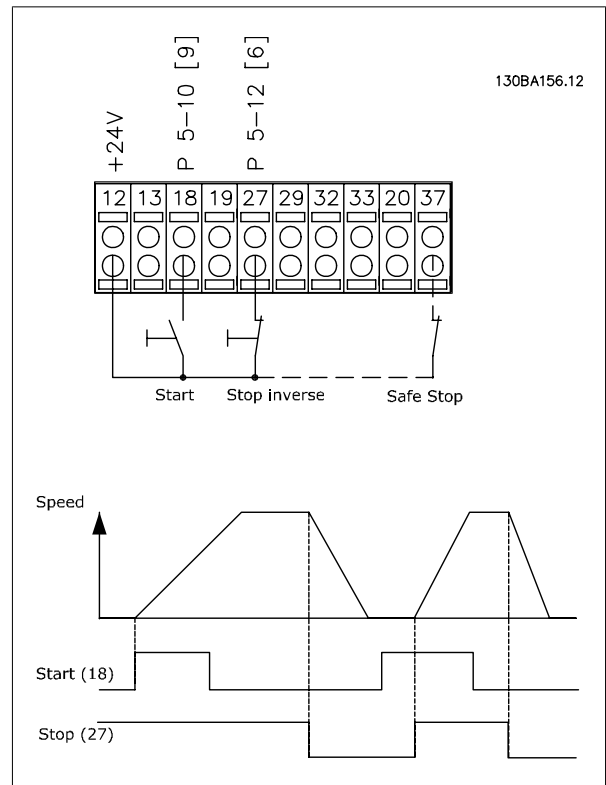 130BA156.12
+24V
P 5-10 [9]
P 5-12 [6]
12 13 18 19 27 29 32 33 20 37
Start Stop inverse Safe Stop
Speed
Start (18)
Stop (27)